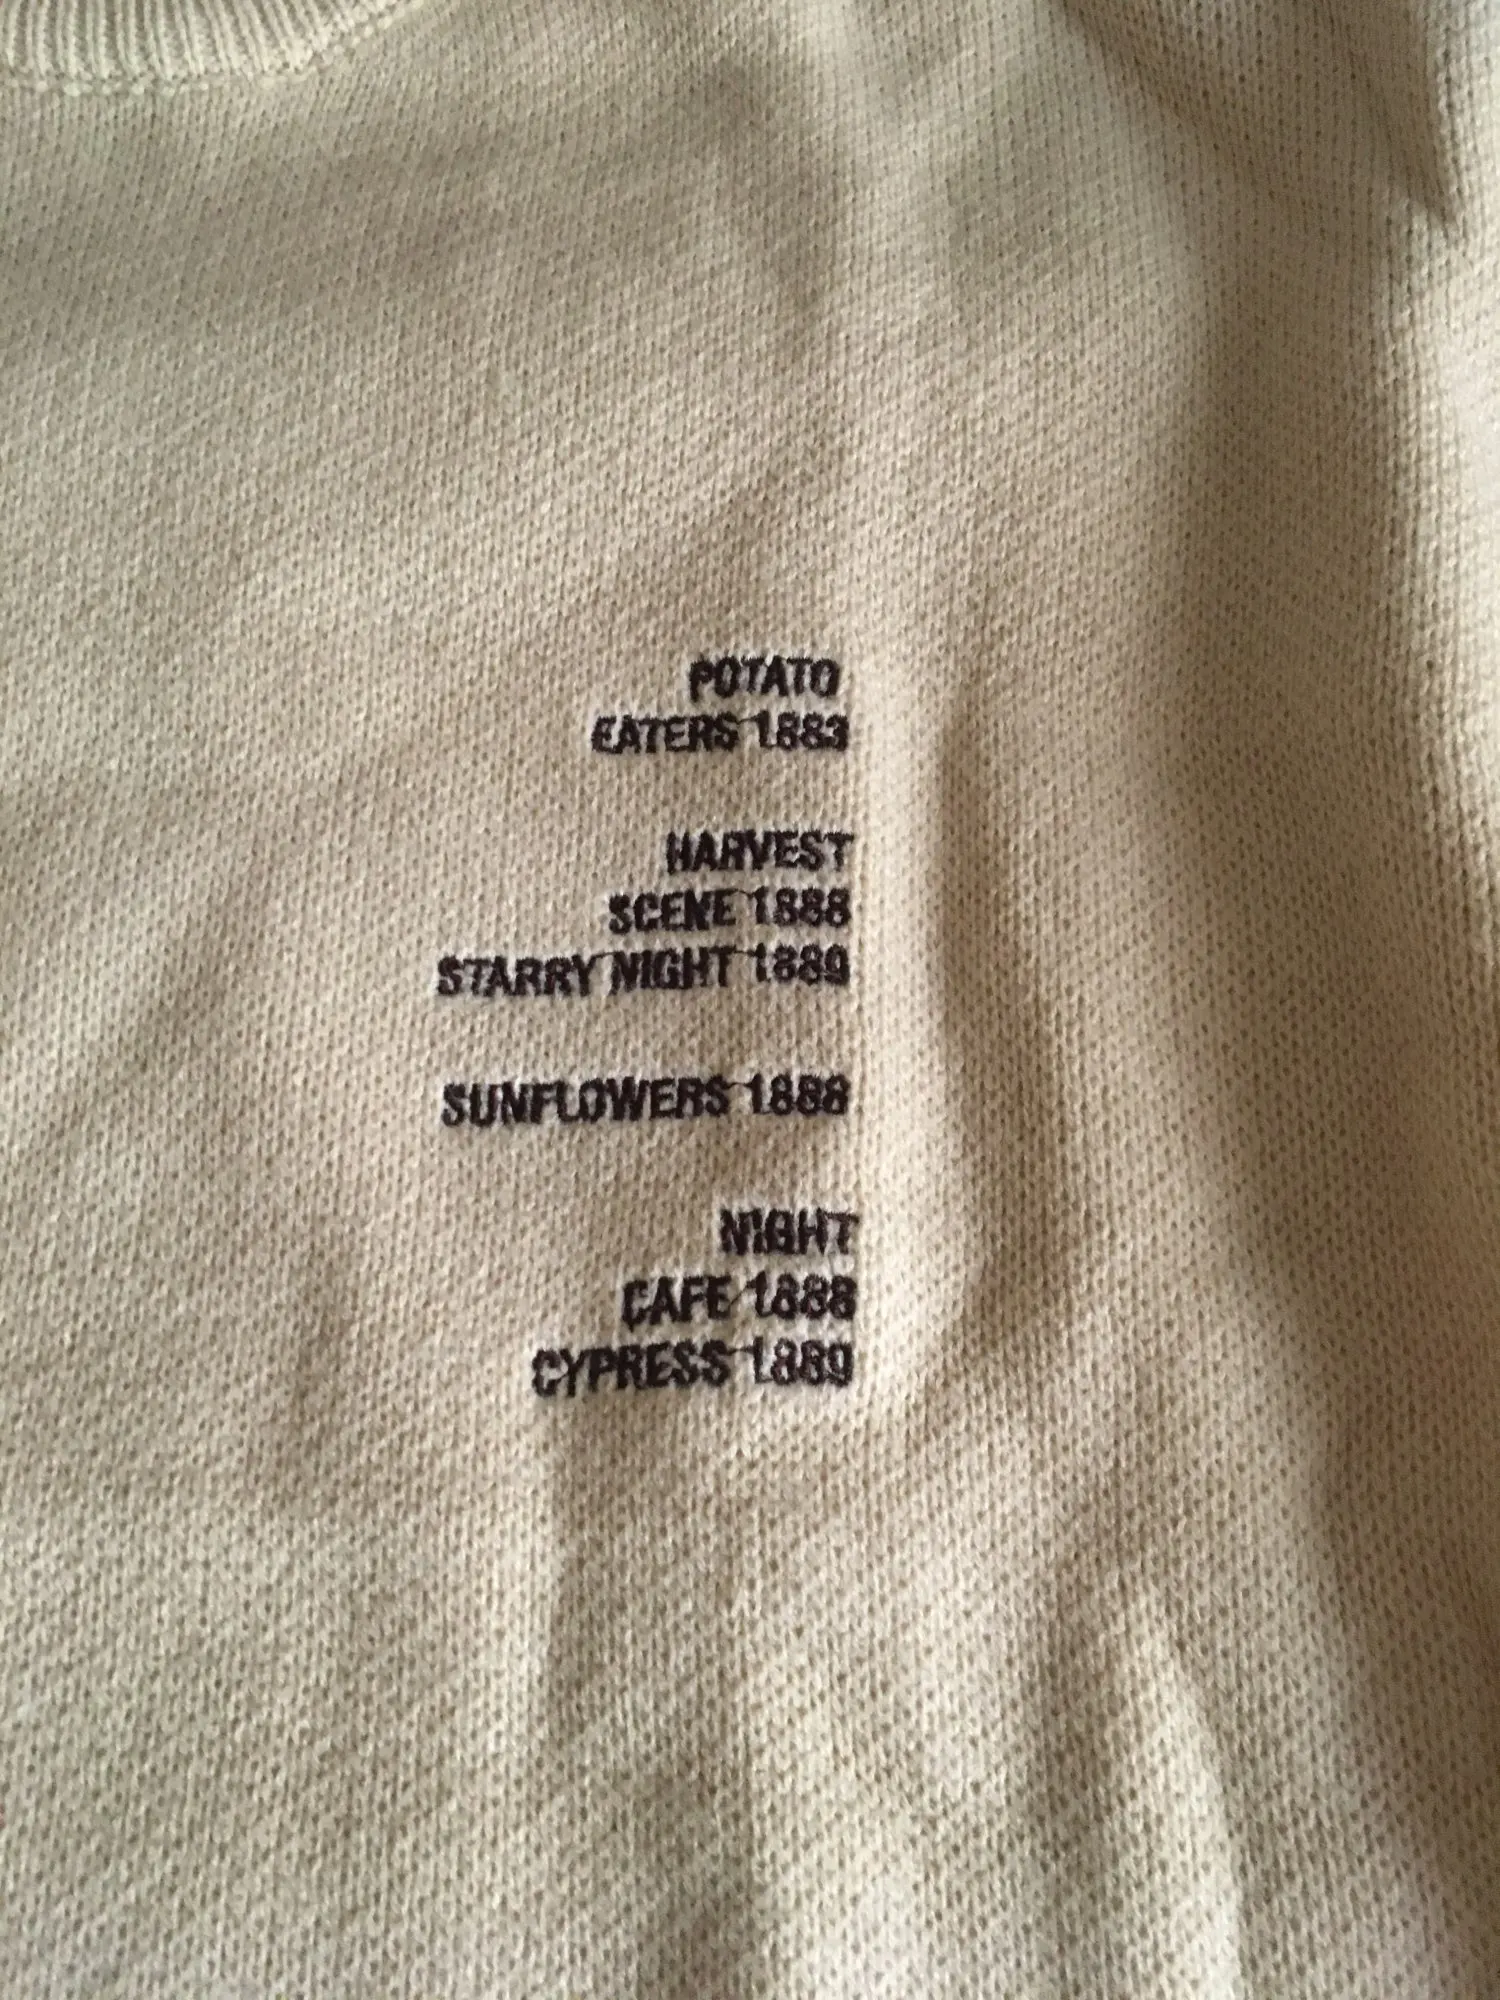 POTATO
EATERS 1883
HARVEST
SCENE 1888
STARRY NIGHT 1889
SUNFLOWERS 1888
NIGHT
CAFE 1888
CYPRESS 1889